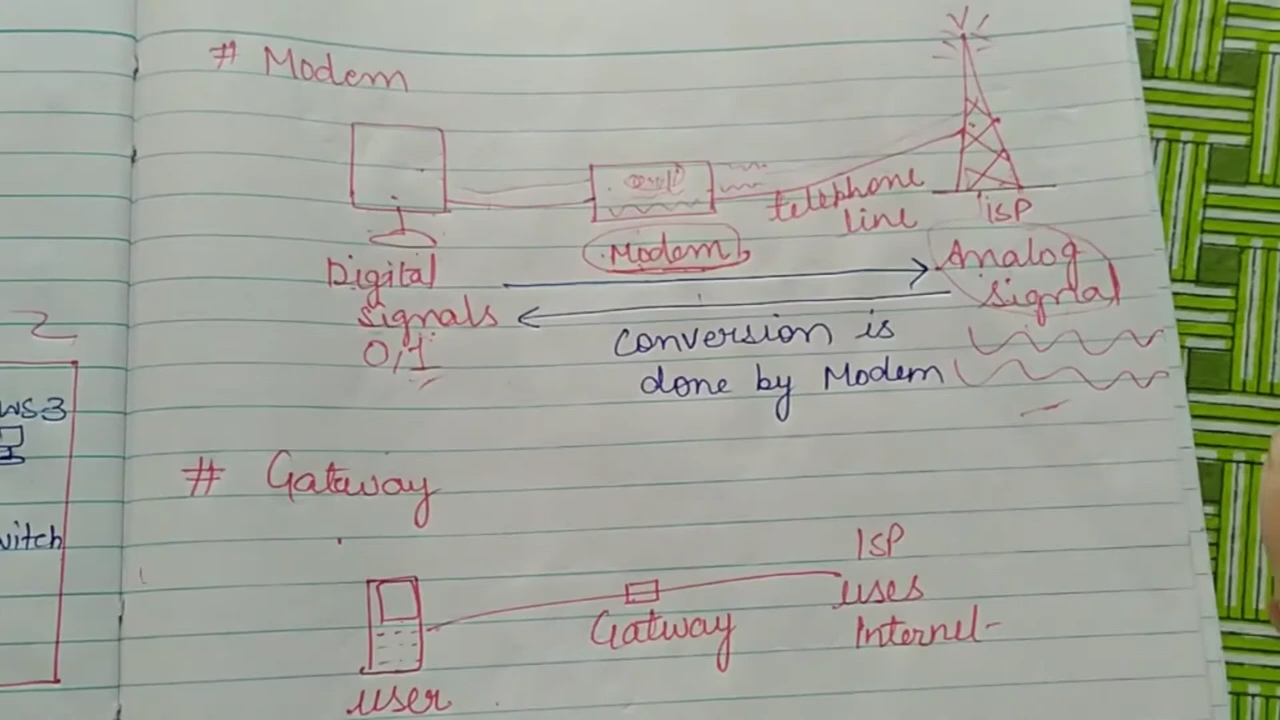 # Modem
telephone
line
ISP
Modem
Digital
signals
0,1
Analog
signal
conversion is
done by Modem
2
WS3
witch
# Gatway
ISP
uses
Internet
Gatway
user